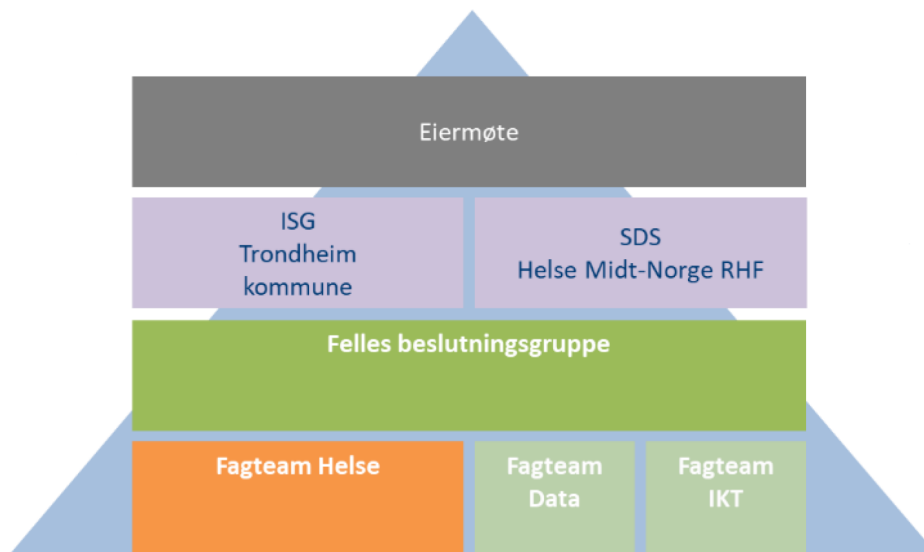 Eiermøte
ISG
Trondheim
kommune
SDS
Helse Midt-Norge RHF
Felles beslutningsgruppe
Fagteam Helse
Fagteam
Data
Fagteam
IKT